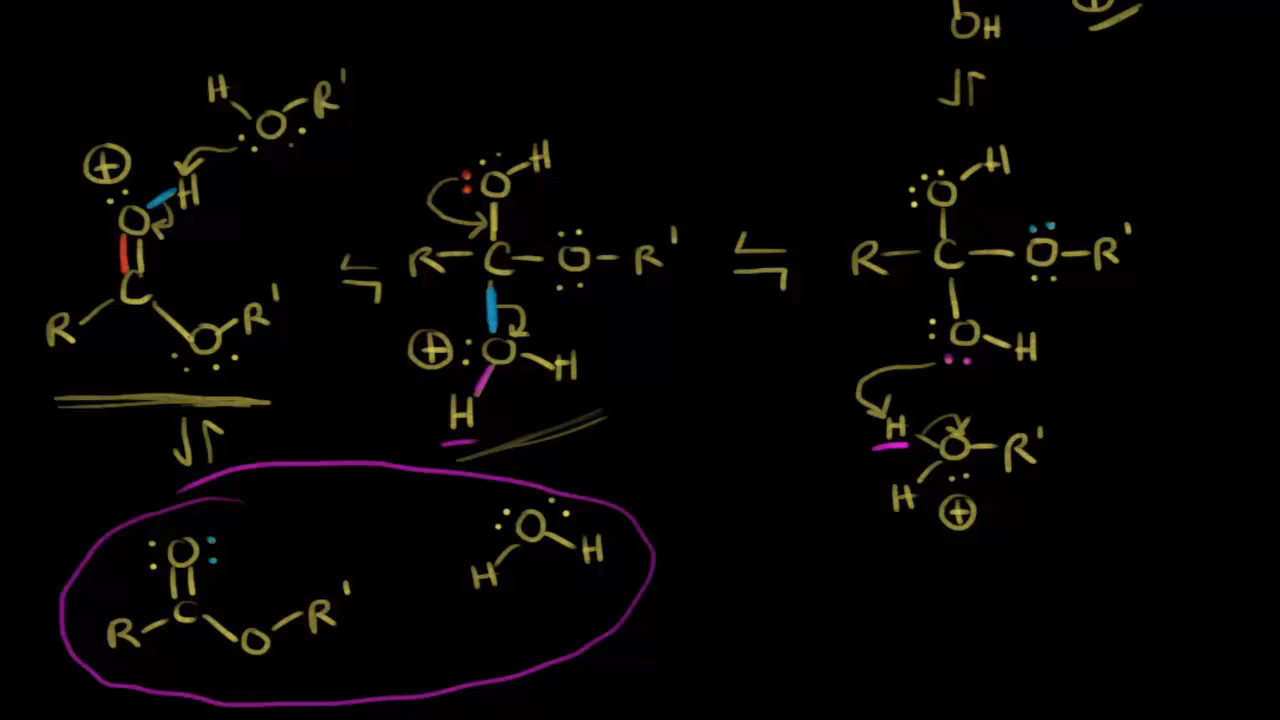 OH ⊕
H
O R'
⊕
H
O
C
R O R'
⇌
O H
R C O R'
⊕ O H
H
⇌
O H
R C O R'
O H
H O R'
H ⊕
⇌
⇌
O
R C O R'
O
H H